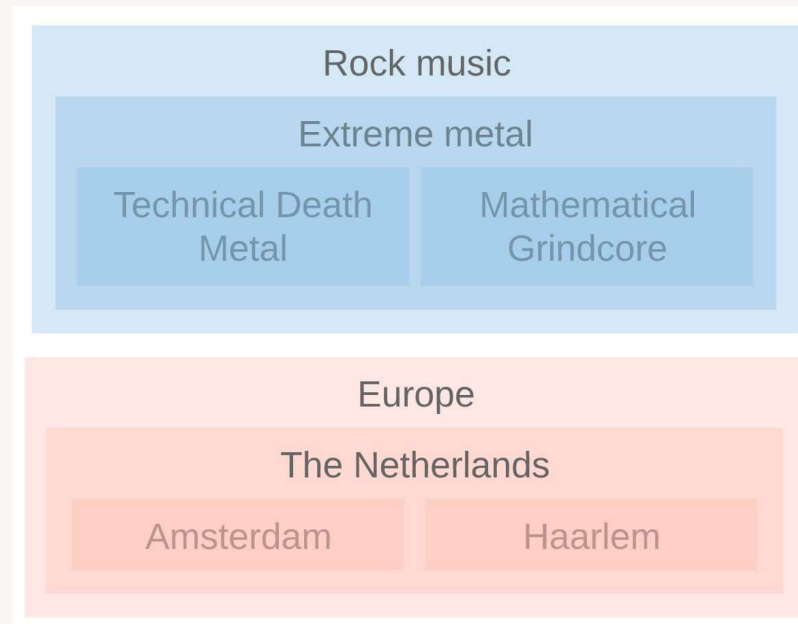 Rock music
Extreme metal
Technical Death
Metal
Mathematical
Grindcore
Europe
The Netherlands
Amsterdam
Haarlem